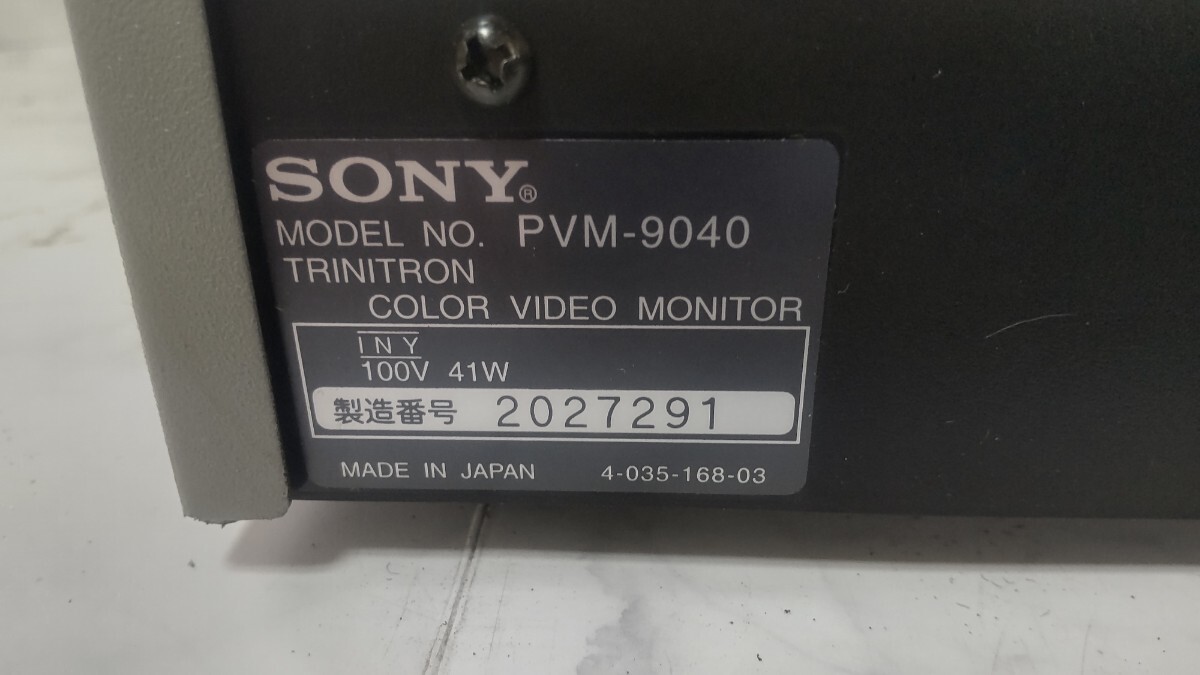 SONY®
MODEL NO. PVM-9040
TRINITRON
COLOR VIDEO MONITOR
INY
100V 41W
製造番号 2027291
MADE IN JAPAN 4-035-168-03